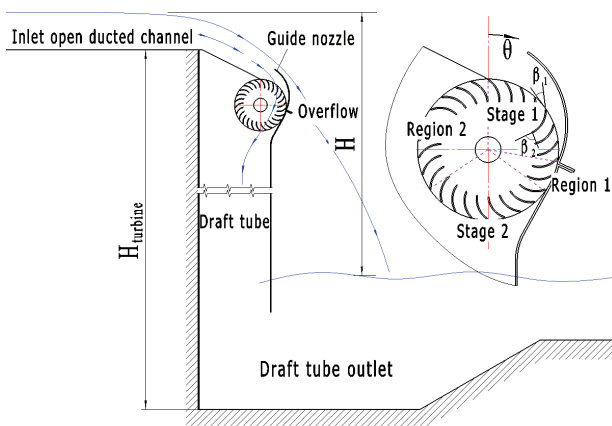 Inlet open ducted channel
Guide nozzle
Overflow
H
Draft tube
H turbine
Draft tube outlet
θ
β1
Stage 1
Region 2
β2
Region 1
Stage 2